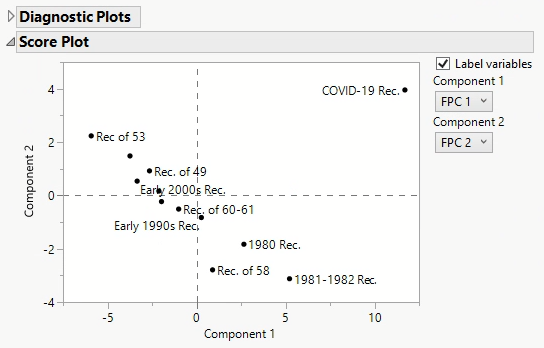 Diagnostic Plots
Score Plot
Label variables
Component 1
FPC 1
Component 2
FPC 2
4
2
0
-2
-4
Component 2
COVID-19 Rec.
Rec of 53
Rec. of 49
Early 2000s Rec.
Rec. of 60-61
Early 1990s Rec.
1980 Rec.
Rec. of 58
1981-1982 Rec.
-5
0
5
10
Component 1